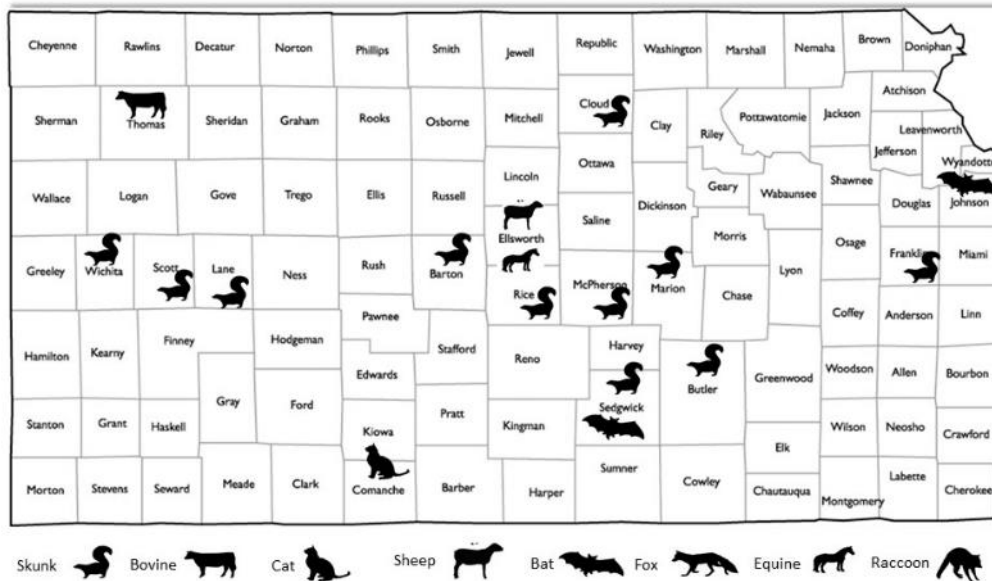 Cheyenne Rawlins Decatur Norton Phillips Smith Jewell Republic Washington Marshall Nemaha Brown Doniphan
Atchison
Sherman Thomas Sheridan Graham Rooks Osborne Mitchell Cloud Clay Riley Pottawatomie Jackson Jefferson Leavenworth
Wyandotte
Wallace Logan Gove Trego Ellis Russell Lincoln Ottawa Dickinson Geary Wabaunsee Shawnee Douglas Johnson
Ellsworth Saline Morris
Greeley Wichita Scott Lane Ness Rush Barton Rice McPherson Marion Chase Lyon Osage Franklin Miami
Pawnee Coffey Anderson Linn
Hamilton Kearny Finney Hodgeman Edwards Stafford Reno Harvey Butler Greenwood Woodson Allen Bourbon
Gray Ford Sedgwick
Stanton Grant Haskell Kiowa Pratt Kingman Elk Wilson Neosho Crawford
Sumner
Morton Stevens Seward Meade Clark Comanche Barber Harper Cowley Chautauqua Montgomery Labette Cherokee
Skunk Bovine Cat Sheep Bat Fox Equine Raccoon